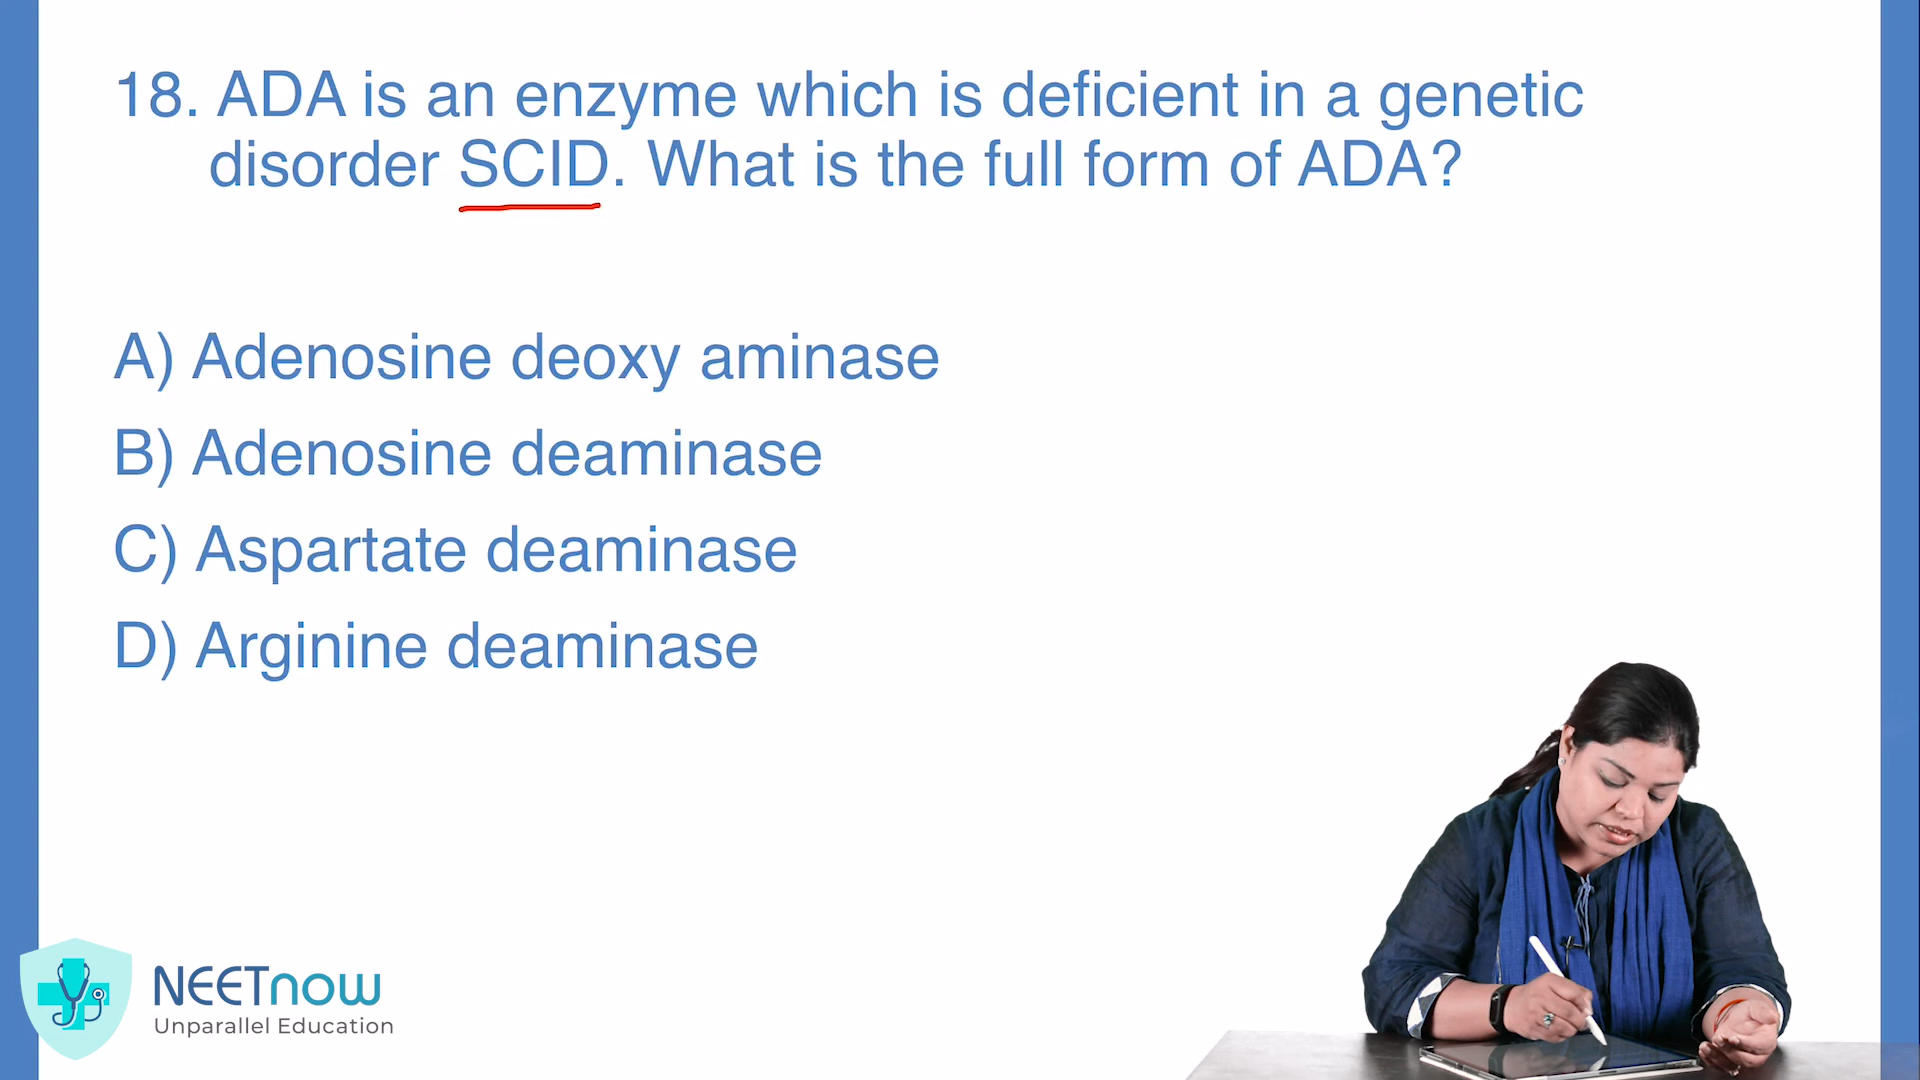 18. ADA is an enzyme which is deficient in a genetic
disorder SCID. What is the full form of ADA?
A) Adenosine deoxy aminase
B) Adenosine deaminase
C) Aspartate deaminase
D) Arginine deaminase
NEETnow
Unparallel Education